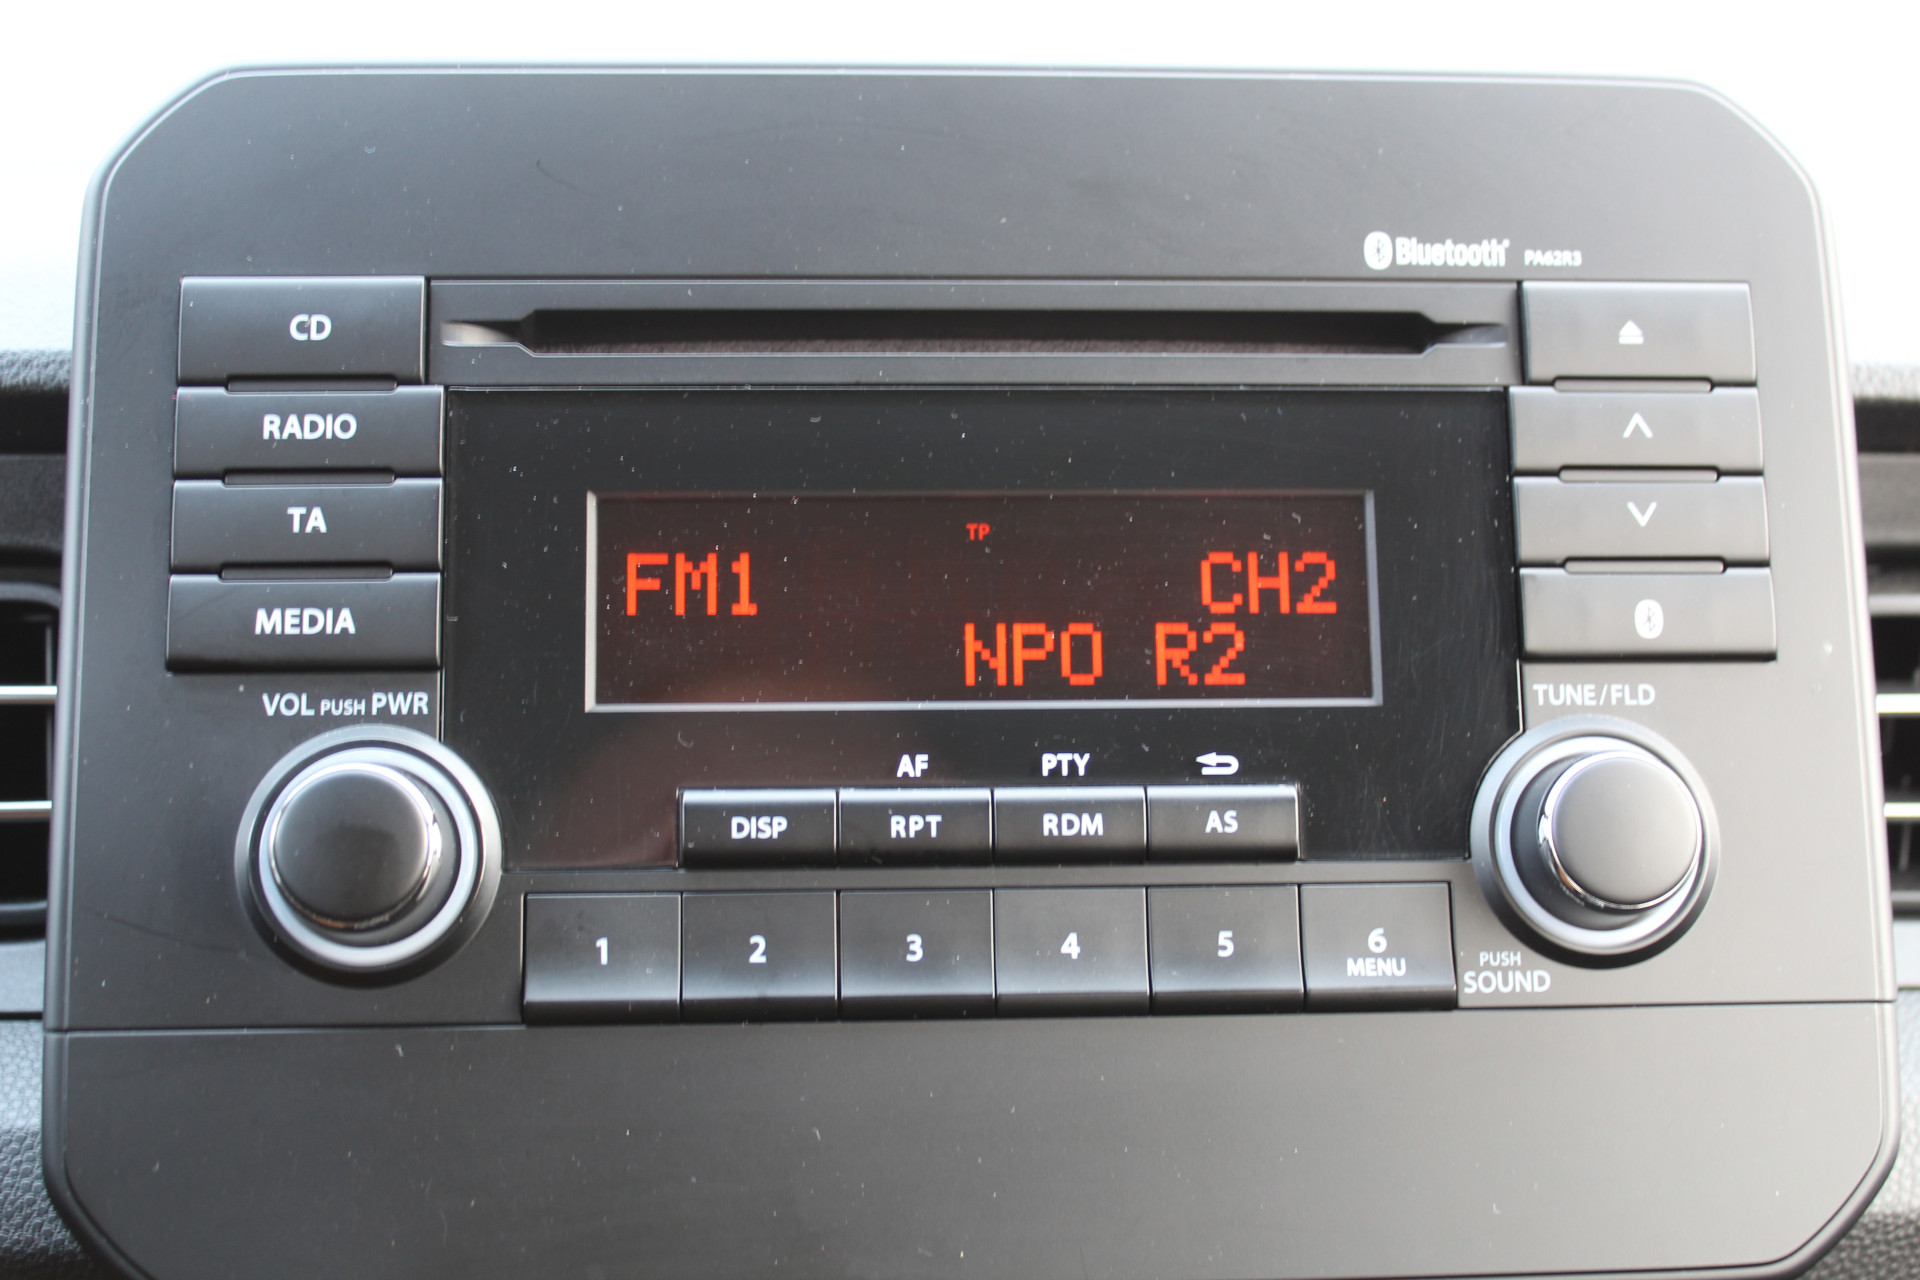 Bluetooth PA62R3
CD
RADIO
TA
MEDIA
TP
FM1 CH2
NPO R2
VOL PUSH PWR
TUNE/FLD
AF PTY
DISP RPT RDM AS
1 2 3 4 5 6
MENU
PUSH
SOUND